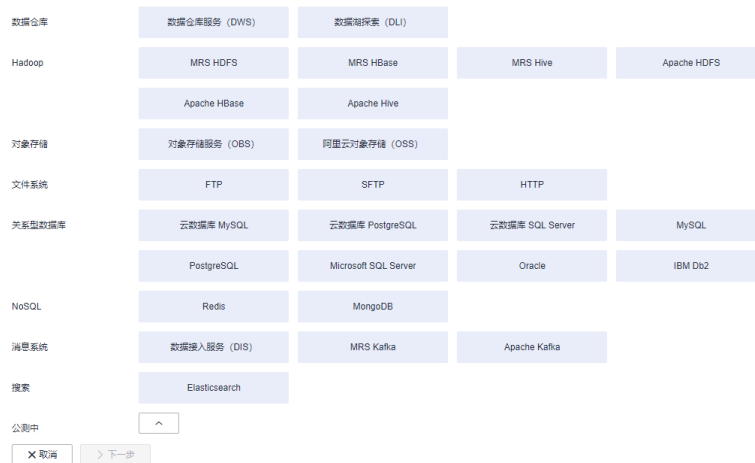 数据仓库 数据仓库服务（DWS） 数据湖探索（DLI）
Hadoop MRS HDFS MRS HBase MRS Hive Apache HDFS
Apache HBase Apache Hive
对象存储 对象存储服务（OBS） 阿里云对象存储（OSS）
文件系统 FTP SFTP HTTP
关系型数据库 云数据库 MySQL 云数据库 PostgreSQL 云数据库 SQL Server MySQL
PostgreSQL Microsoft SQL Server Oracle IBM Db2
NoSQL Redis MongoDB
消息系统 数据接入服务（DIS） MRS Kafka Apache Kafka
搜索 Elasticsearch
公测中
取消 下一步